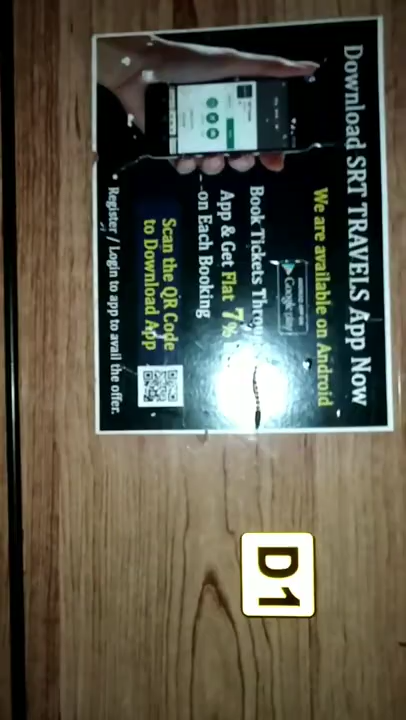 Download SRT TRAVELS App Now
We are available on Android
Google play
Book Tickets Throu
App & Get Flat 7%
on Each Booking
Scan the QR Code
to Download App
• Register / Login to app to avail the offer.
D1